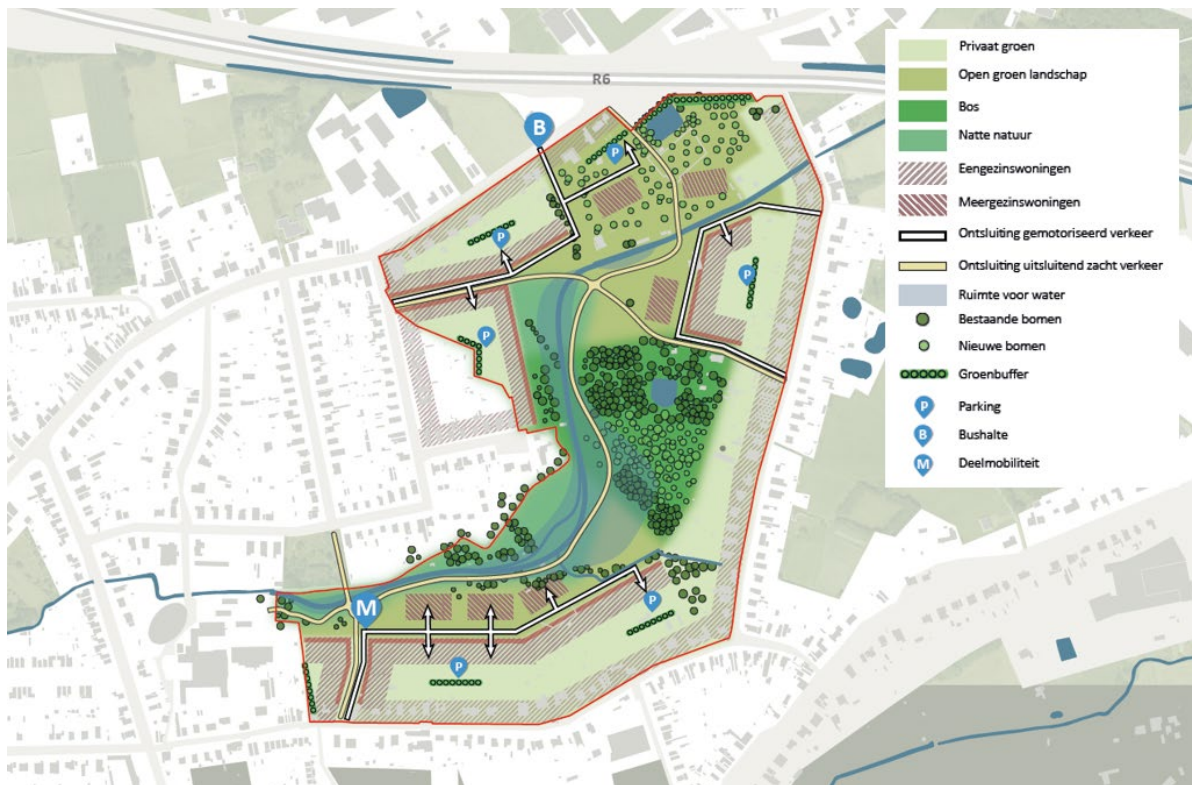 R6
B
P
P
P
P
P
M
P
Privaat groen
Open groen landschap
Bos
Natte natuur
Eengezinswoningen
Meergezinswoningen
Ontsluiting gemotoriseerd verkeer
Ontsluiting uitsluitend zacht verkeer
Ruimte voor water
Bestaande bomen
Nieuwe bomen
Groenbuffer
P Parking
B Bushalte
M Deelmobiliteit